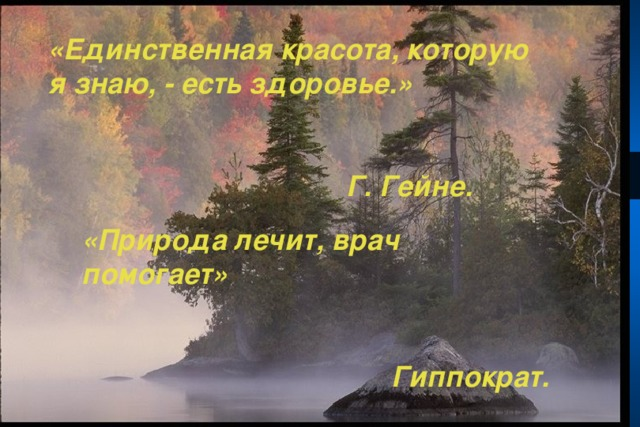 «Единственная красота, которую
я знаю, - есть здоровье.»
Г. Гейне.
«Природа лечит, врач
помогает»
Гиппократ.